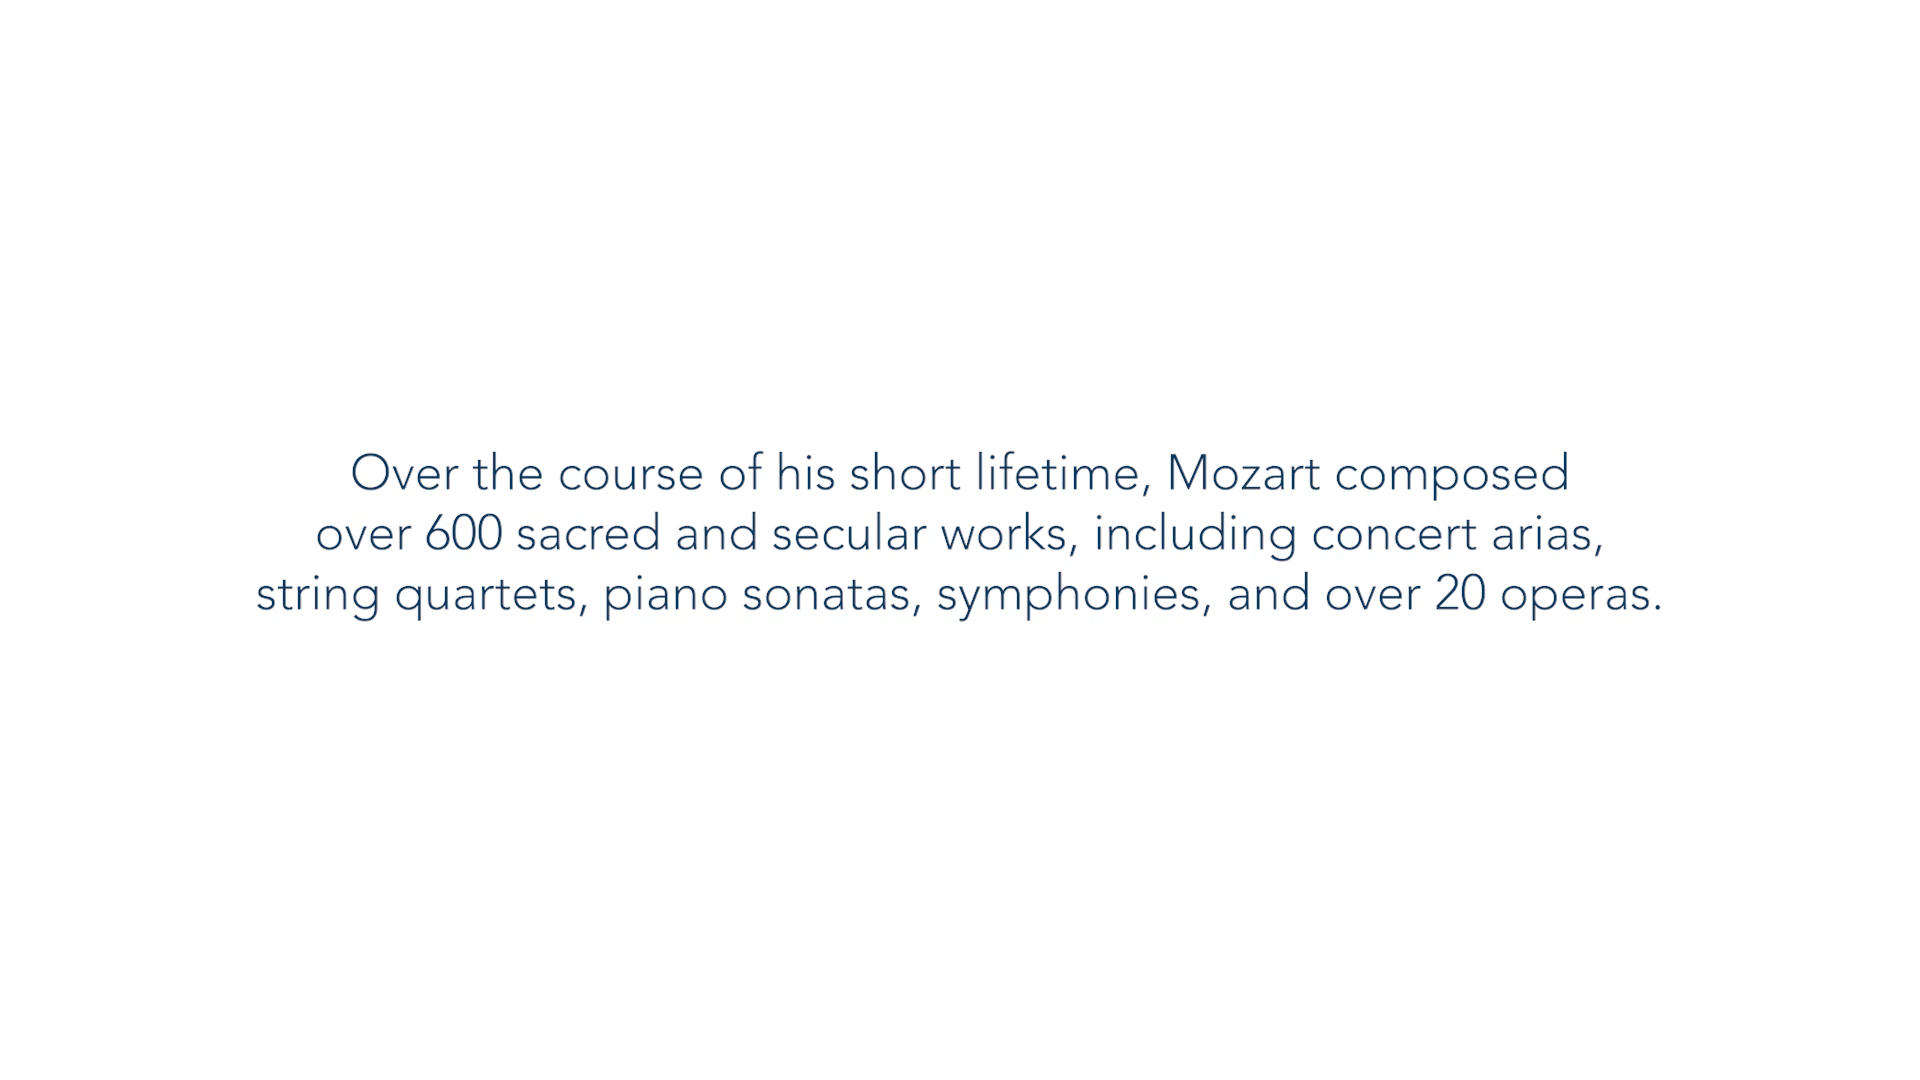 Over the course of his short lifetime, Mozart composed
over 600 sacred and secular works, including concert arias,
string quartets, piano sonatas, symphonies, and over 20 operas.